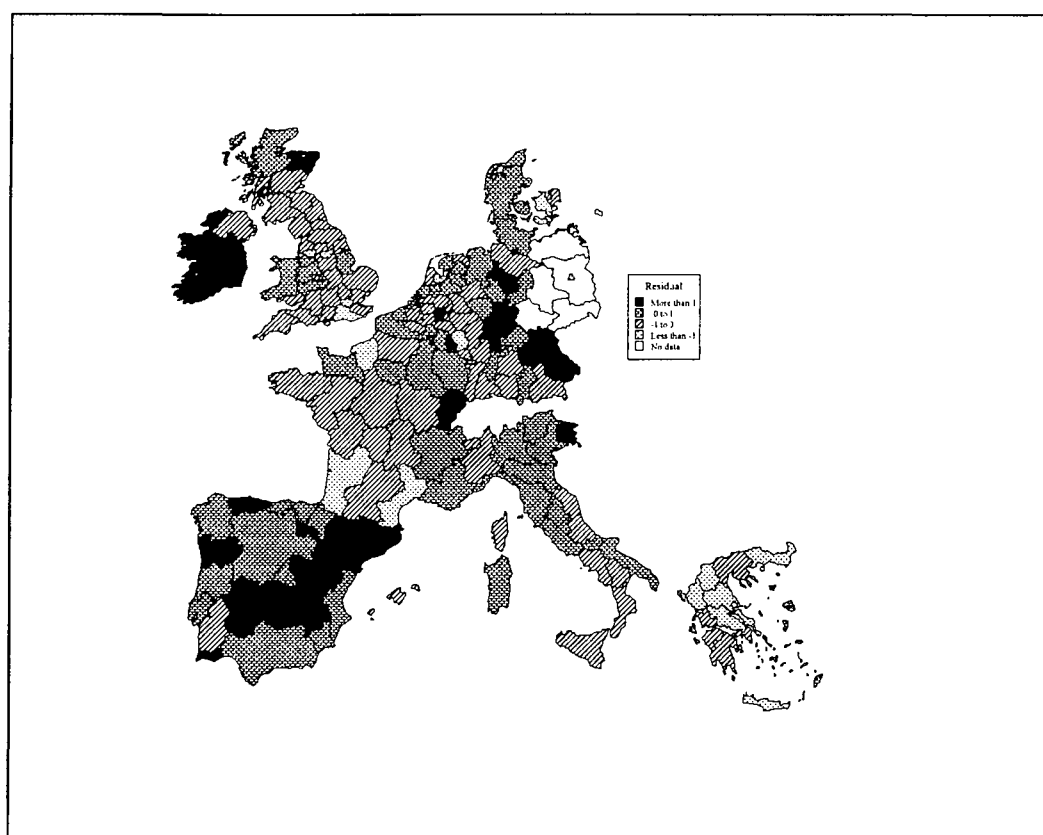 Residual
More than 1
0 to 1
-1 to 0
Less than -1
No data